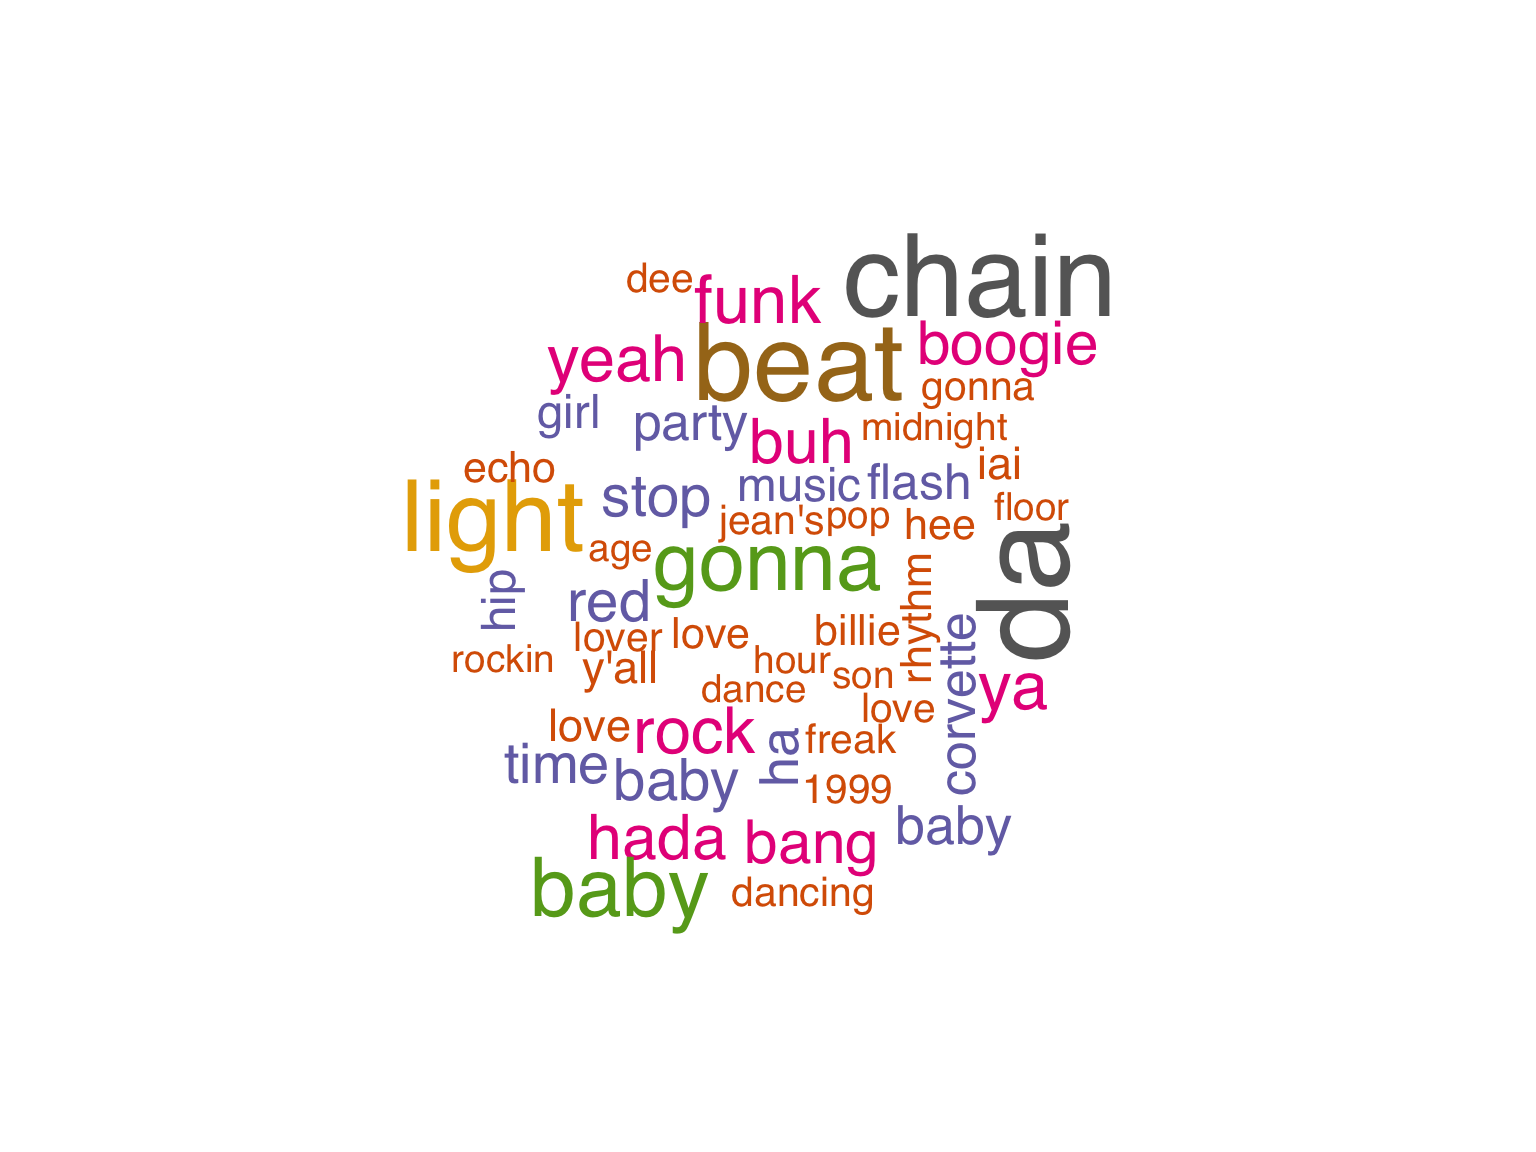 chain
dee
funk
beat
boogie
yeah
gonna
girl
party
buh
midnight
echo
iai
light
stop
music
flash
floor
jean's
pop
hee
da
age
gonna
hip
red
rhythm
lover
love
billie
corvette
rockin
y'all
hour
son
ya
dance
love
love
rock
ha
freak
time
baby
1999
baby
hada
bang
baby
dancing